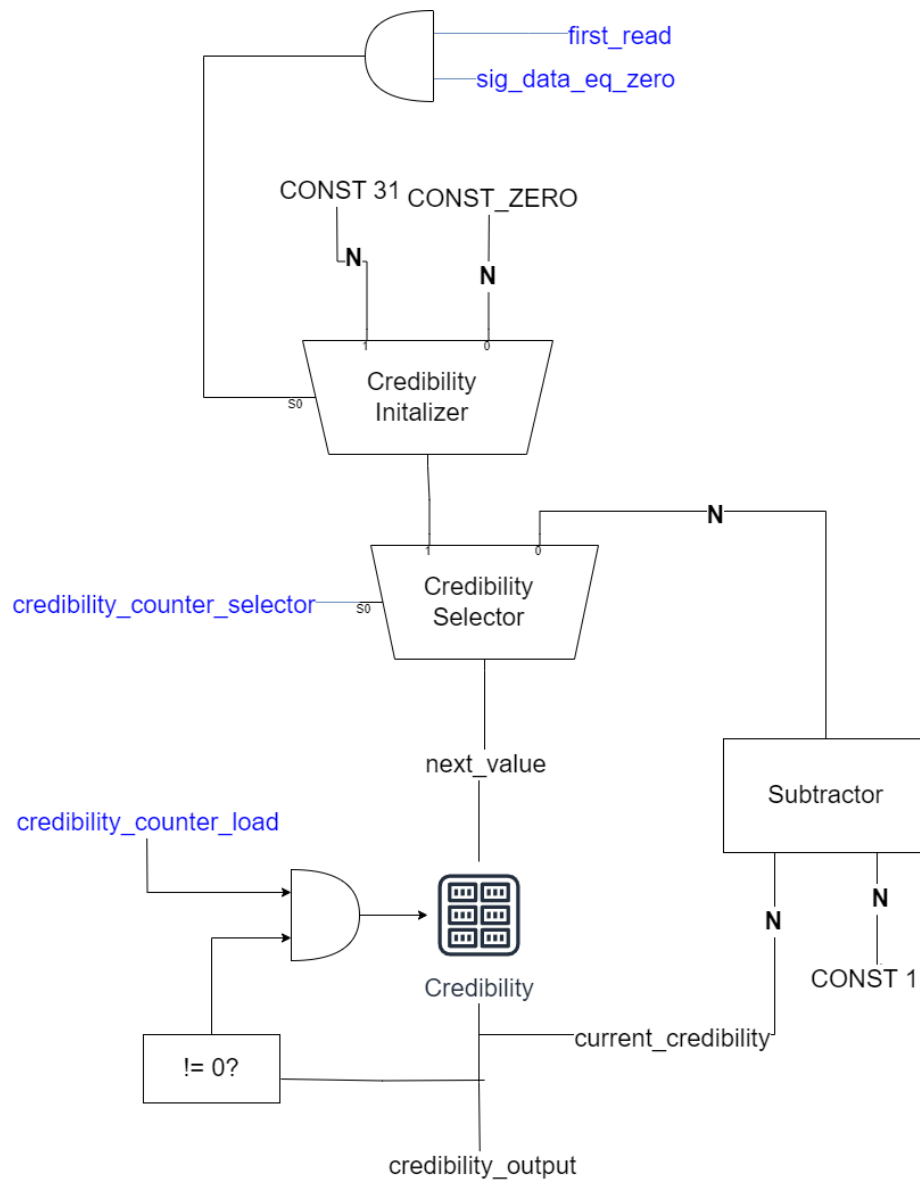 first_read
sig_data_eq_zero
CONST 31
CONST_ZERO
N
N
1
0
Credibility
Initalizer
S0
N
1
0
Credibility
Selector
credibility_counter_selector
S0
next_value
Subtractor
credibility_counter_load
N
N
CONST 1
Credibility
current_credibility
!= 0?
credibility_output